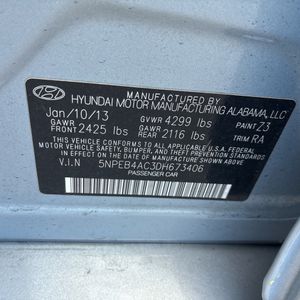 MANUFACTURED BY
HYUNDAI MOTOR MANUFACTURING ALABAMA, LLC
Jan/10/13 GVWR 4299 lbs PAINT Z3
GAWR FRONT 2425 lbs GAWR REAR 2116 lbs TRIM RA
THIS VEHICLE CONFORMS TO ALL APPLICABLE FEDERAL
MOTOR VEHICLE SAFETY, BUMPER, AND THEFT PREVENTION
STANDARDS IN EFFECT ON THE DATE OF MANUFACTURE SHOWN ABOVE.
V.I.N 5NPEB4AC3DH673406
PASSENGER CAR